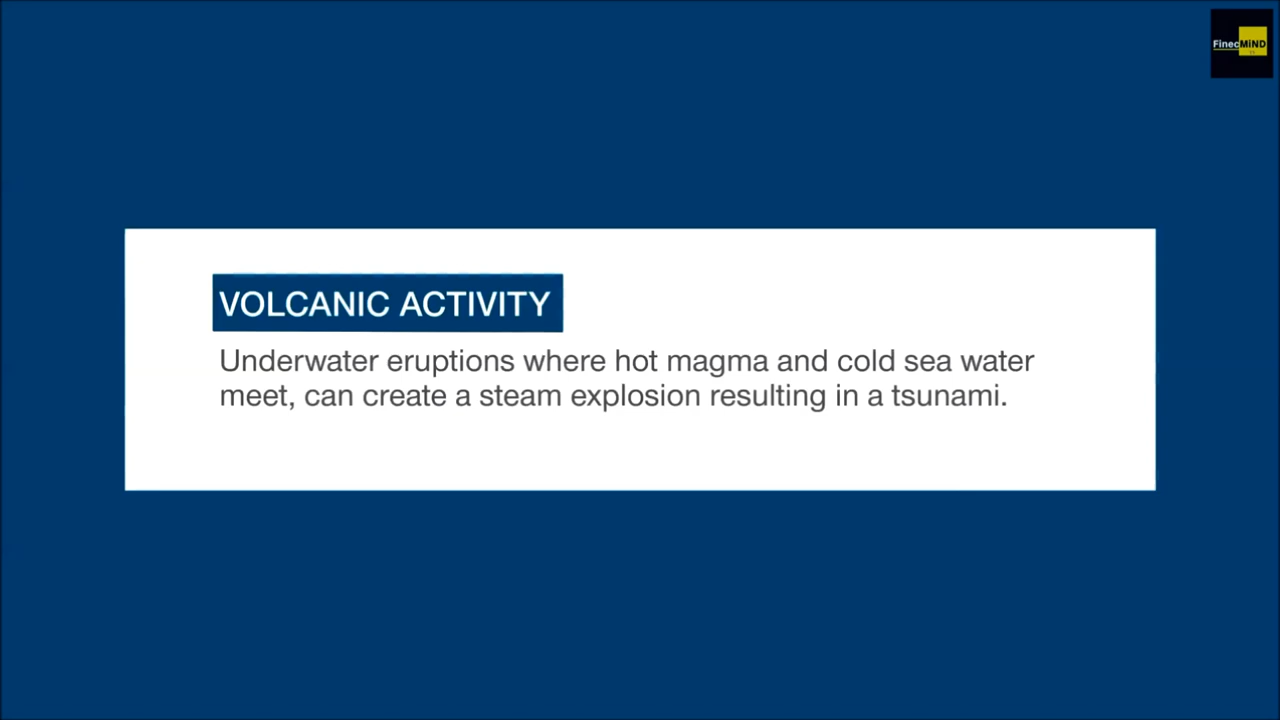 FinecMiND
VOLCANIC ACTIVITY
Underwater eruptions where hot magma and cold sea water
meet, can create a steam explosion resulting in a tsunami.